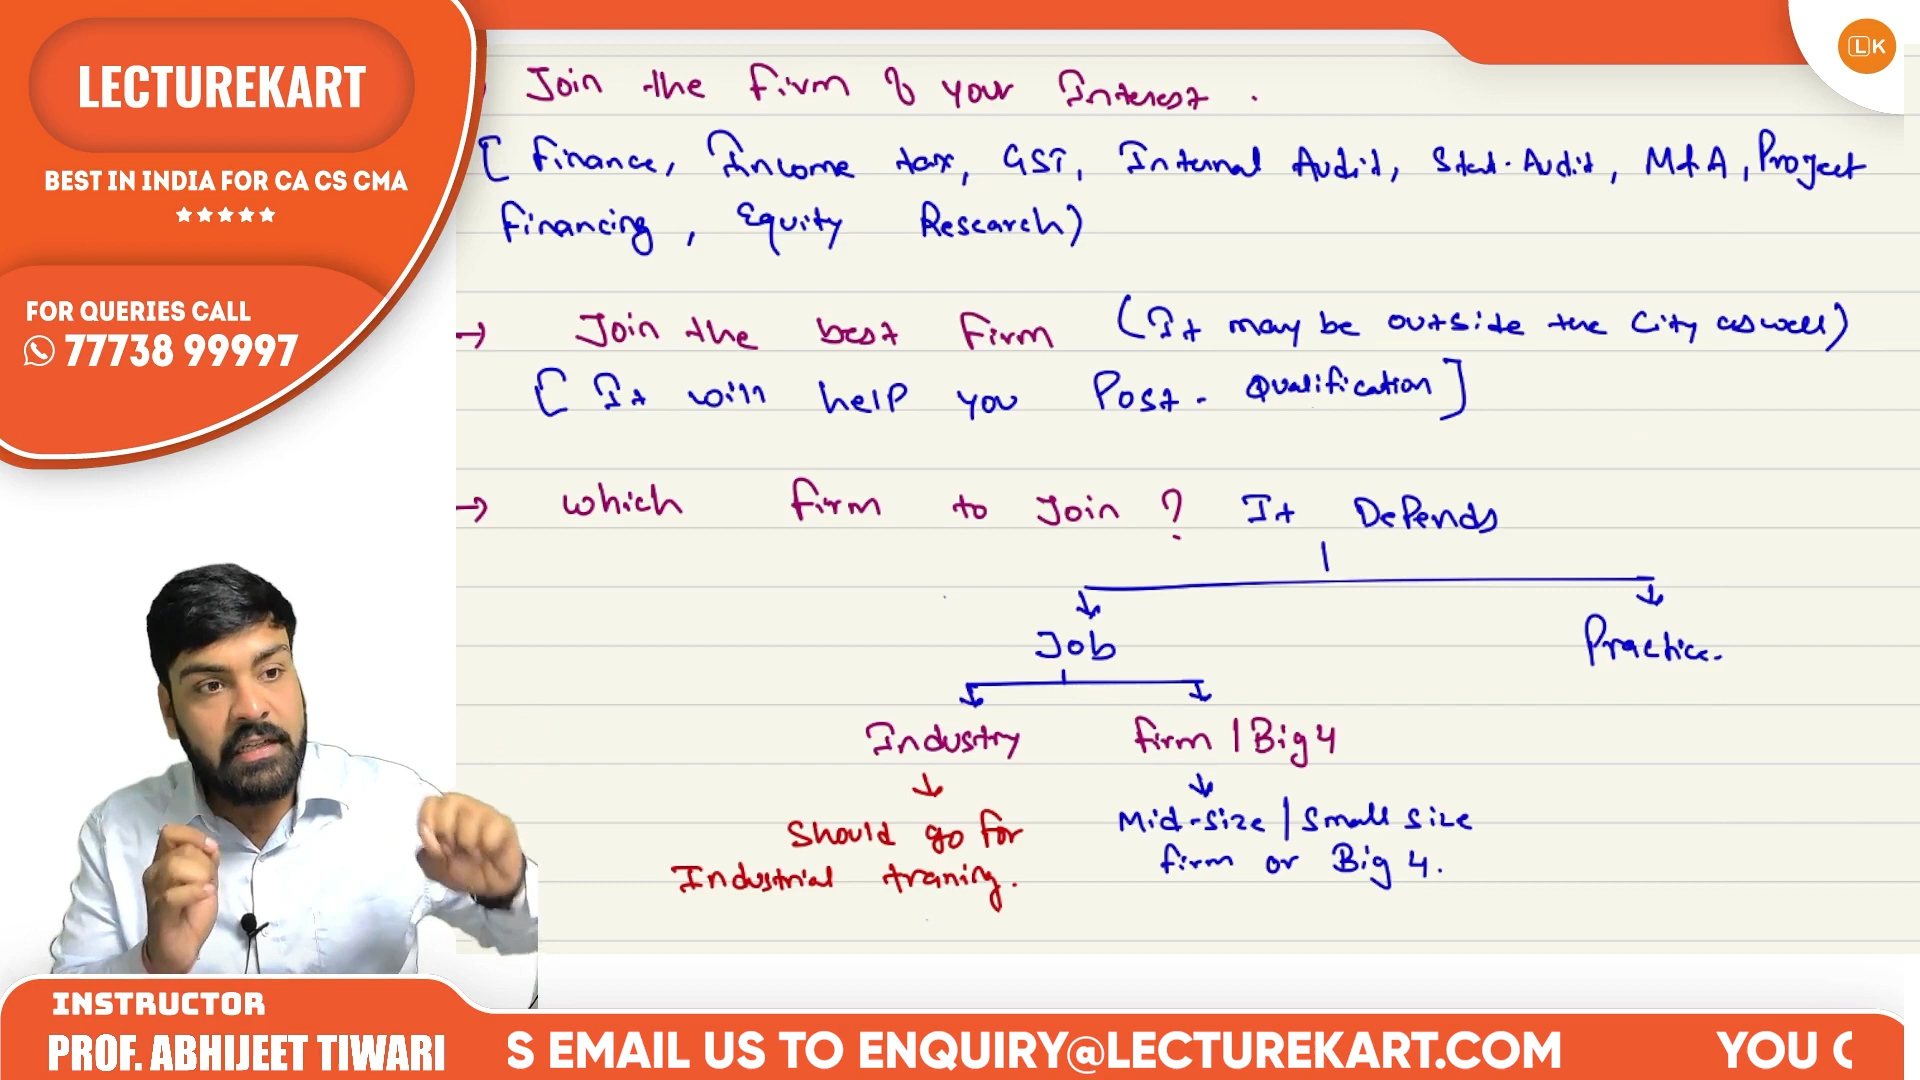 LECTUREKART
BEST IN INDIA FOR CA CS CMA
FOR QUERIES CALL
77738 99997
LK
Join the firm of your Interest.
[Finance, Income tax, GST, Internal Audit, Stat. Audit, M&A, Project
Financing, Equity Research)
→ Join the best Firm (It may be outside the City as well)
[It will help you Post-Qualification]
→ which firm to Join? It Depends
Job
Practice.
Industry
firm | Big 4
Should go for
Industrial traning.
Mid-size | Small size
firm or Big 4.
INSTRUCTOR
PROF. ABHIJEET TIWARI
S EMAIL US TO ENQUIRY@LECTUREKART.COM
YOU